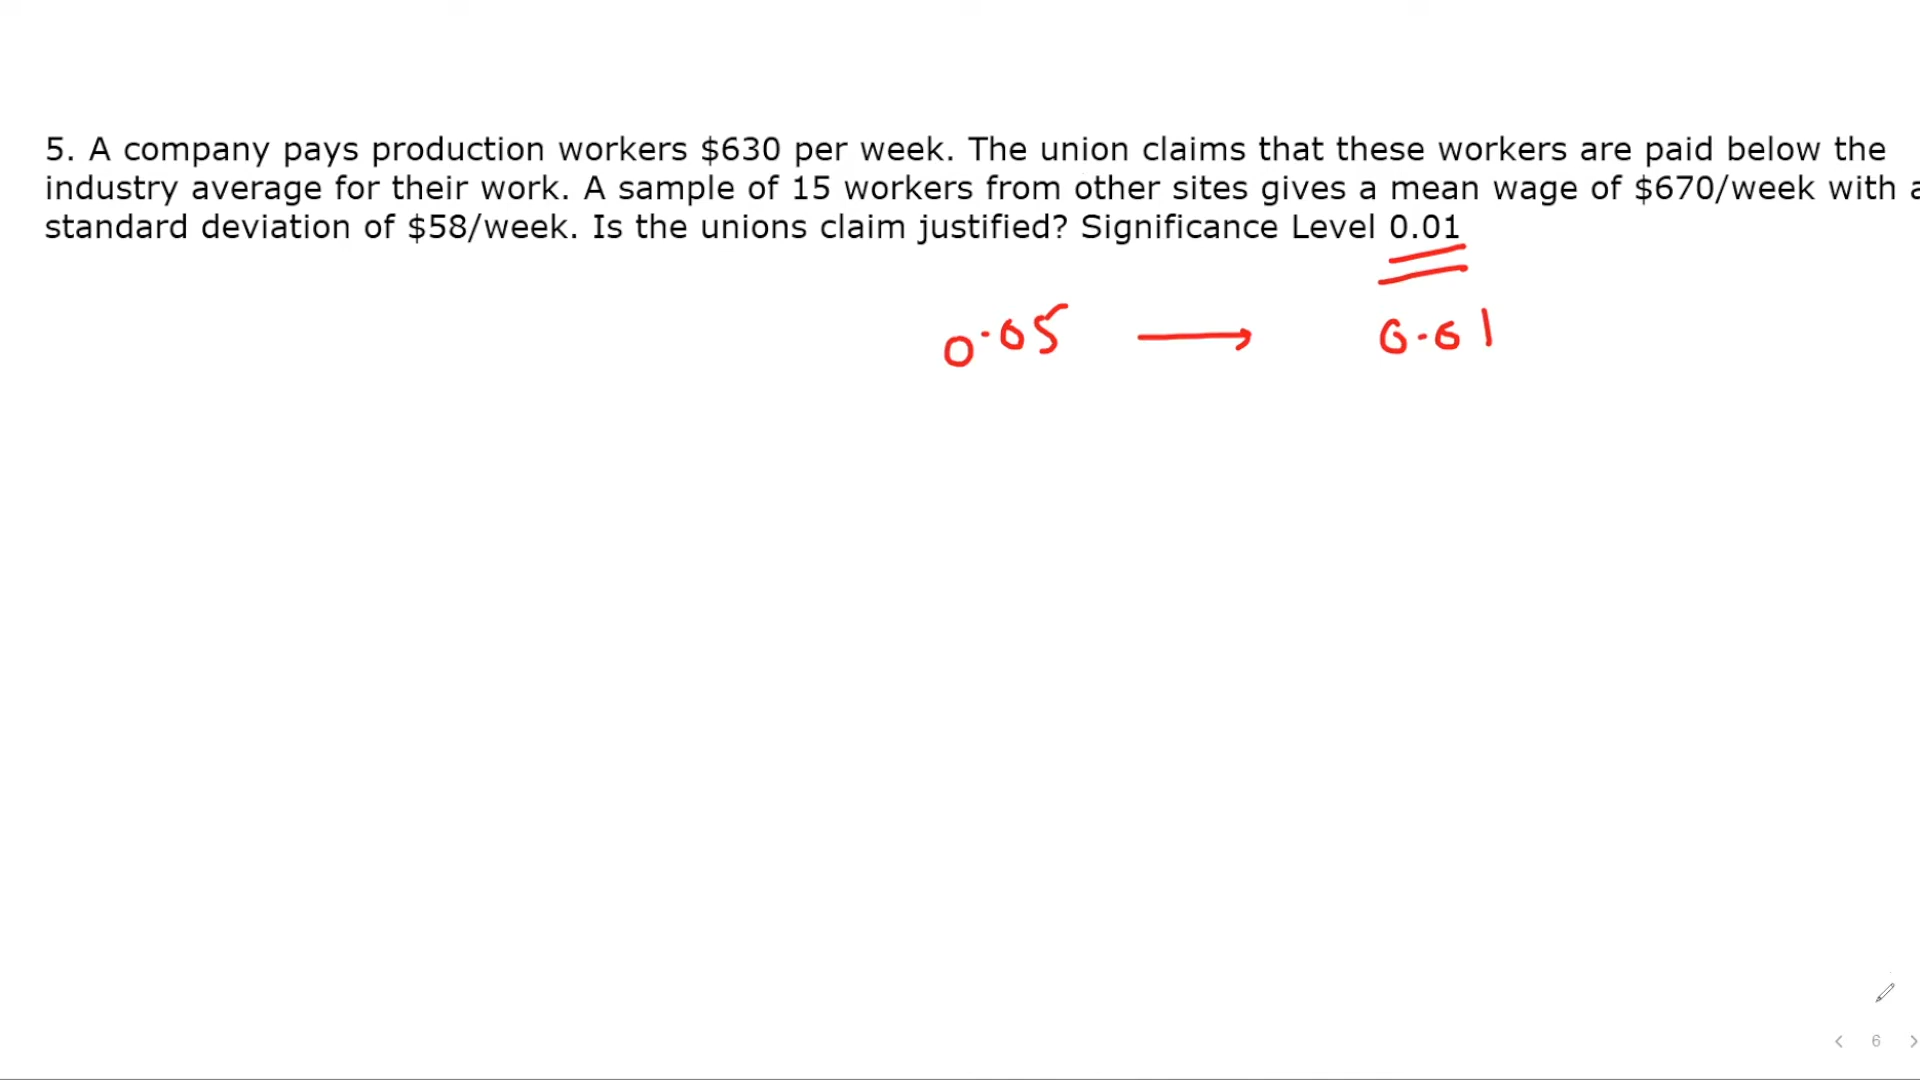 5. A company pays production workers $630 per week. The union claims that these workers are paid below the
industry average for their work. A sample of 15 workers from other sites gives a mean wage of $670/week with a
standard deviation of $58/week. Is the unions claim justified? Significance Level 0.01
0.05 → 0.01
6